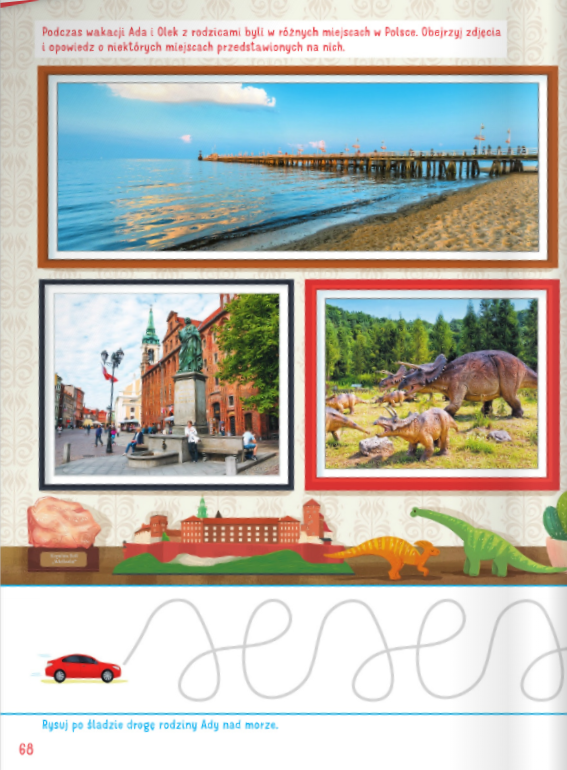 Podczas wakacji Ada i Olek z rodzicami byli w różnych miejscach w Polsce. Obejrzyj zdjęcia
i opowiedz o niektórych miejscach przedstawionych na nich.
Rysuj po śladzie drogę rodziny Ady nad morze.
68